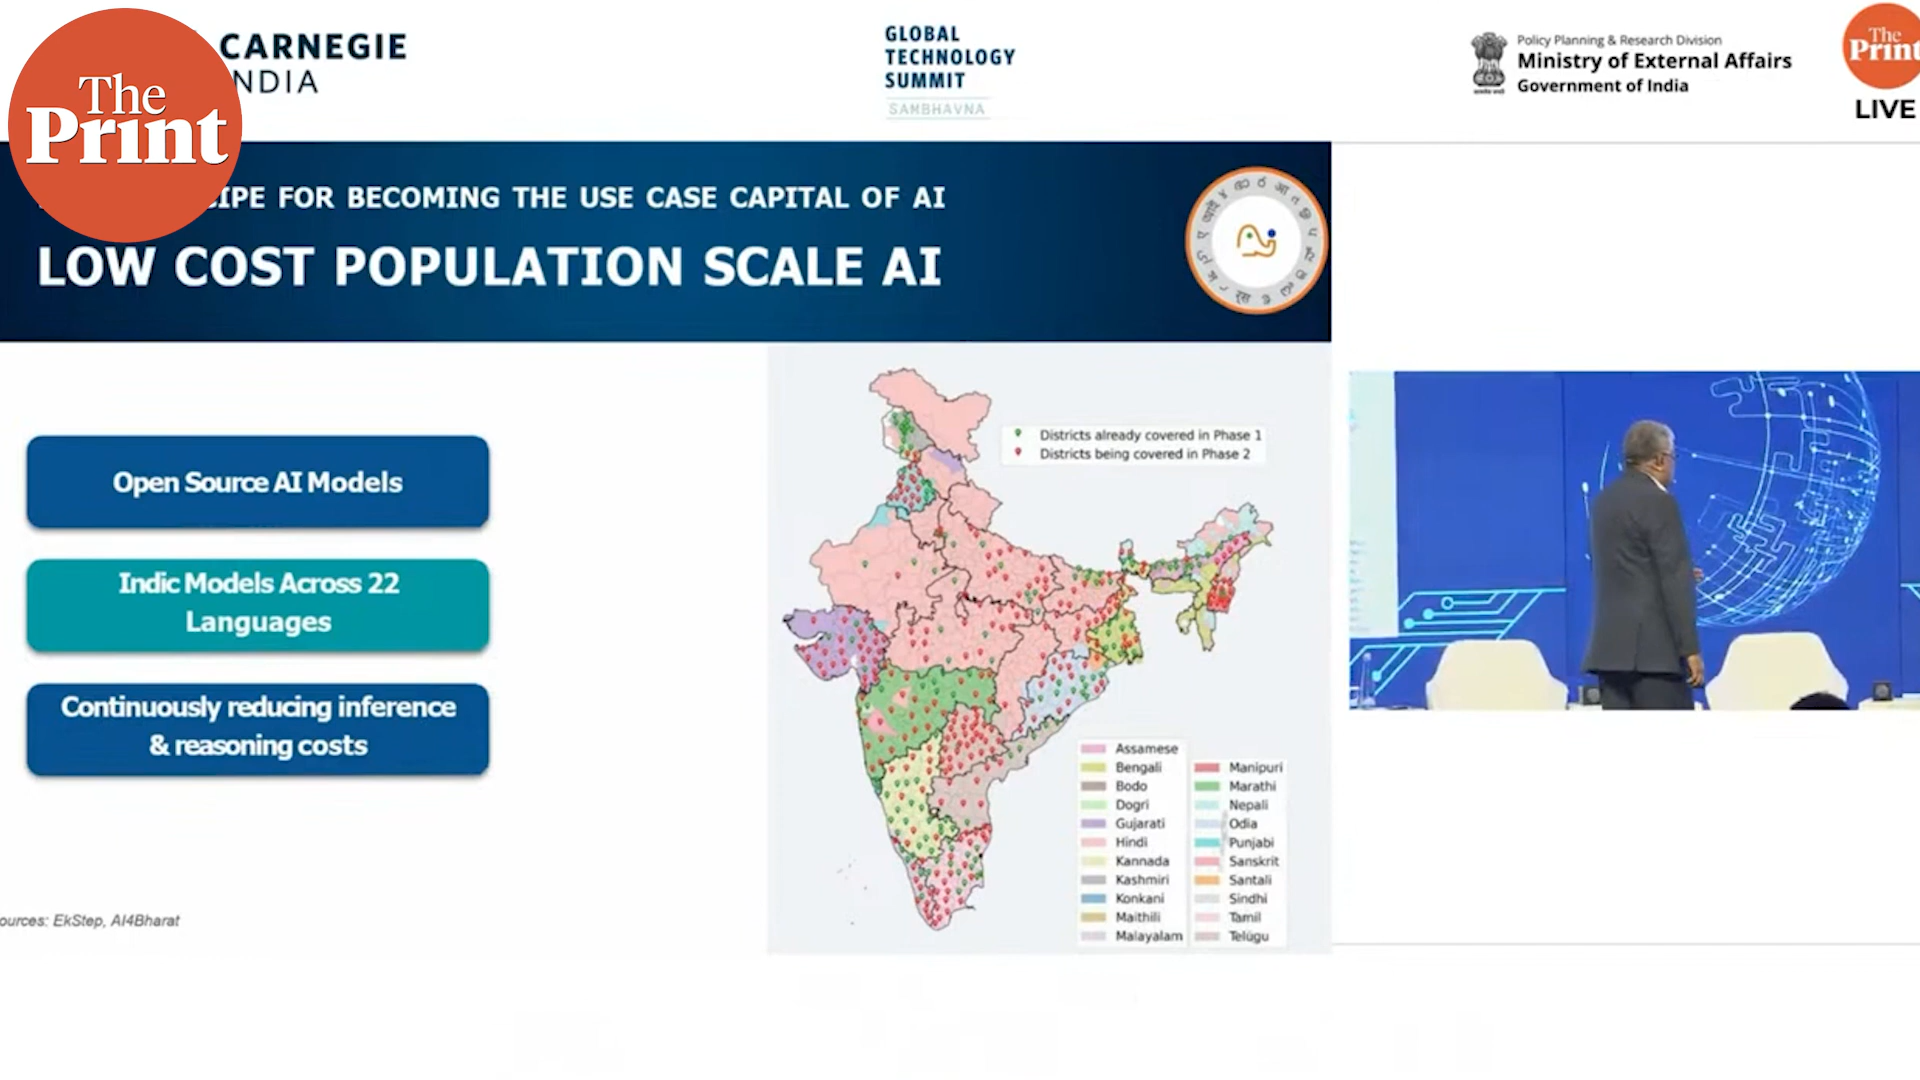 The
Print
CARNEGIE
NDIA
GLOBAL
TECHNOLOGY
SUMMIT
SAMBHAVNA
Policy Planning & Research Division
Ministry of External Affairs
Government of India
The
Print
LIVE
CIPE FOR BECOMING THE USE CASE CAPITAL OF AI
LOW COST POPULATION SCALE AI
Open Source AI Models
Indic Models Across 22
Languages
Continuously reducing inference
& reasoning costs
Districts already covered in Phase 1
Districts being covered in Phase 2
Assamese
Bengali
Bodo
Dogri
Gujarati
Hindi
Kannada
Kashmiri
Konkani
Maithili
Malayalam
Manipuri
Marathi
Nepali
Odia
Punjabi
Sanskrit
Santali
Sindhi
Tamil
Telugu
ources: EkStep, AI4Bharat